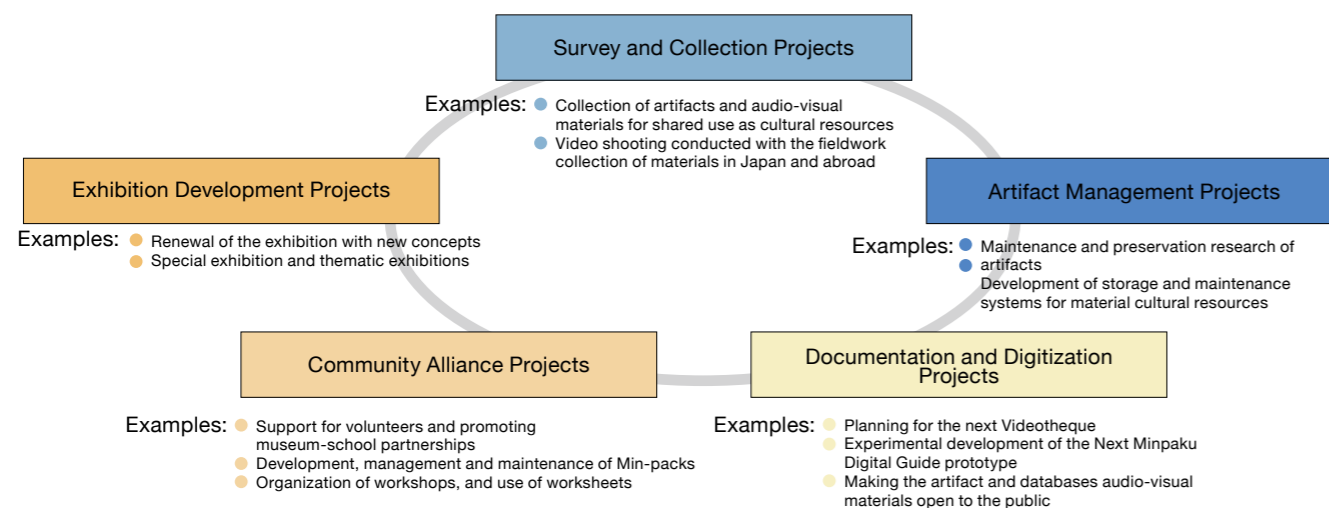 Survey and Collection Projects
Examples: ● Collection of artifacts and audio-visual
materials for shared use as cultural resources
● Video shooting conducted with the fieldwork
collection of materials in Japan and abroad
Exhibition Development Projects
Examples: ● Renewal of the exhibition with new concepts
● Special exhibition and thematic exhibitions
Artifact Management Projects
Examples: ● Maintenance and preservation research of
● artifacts
Development of storage and maintenance
systems for material cultural resources
Community Alliance Projects
Examples: ● Support for volunteers and promoting
museum-school partnerships
● Development, management and maintenance of Min-packs
● Organization of workshops, and use of worksheets
Documentation and Digitization
Projects
Examples: ● Planning for the next Videotheque
● Experimental development of the Next Minpaku
Digital Guide prototype
● Making the artifact and databases audio-visual
materials open to the public